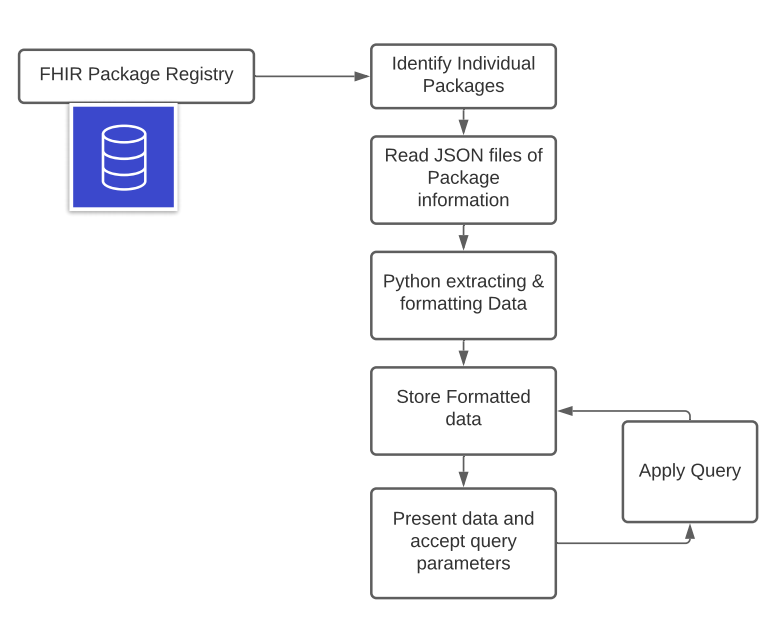 FHIR Package Registry
Identify Individual
Packages
Read JSON files of
Package
information
Python extracting &
formatting Data
Store Formatted
data
Apply Query
Present data and
accept query
parameters